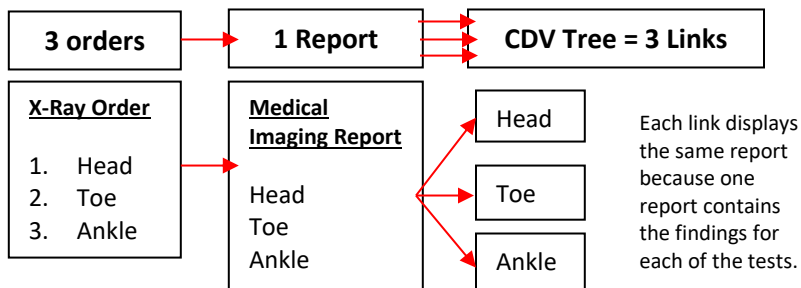 3 orders
1 Report
CDV Tree = 3 Links
X-Ray Order
1. Head
2. Toe
3. Ankle
Medical
Imaging Report
Head
Toe
Ankle
Head
Toe
Ankle
Each link displays
the same report
because one
report contains
the findings for
each of the tests.